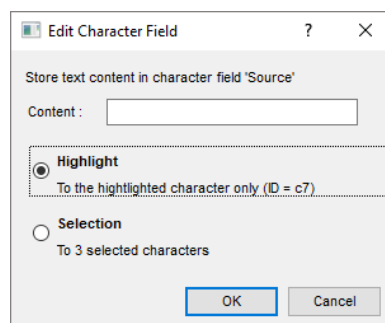 Edit Character Field
?
Store text content in character field 'Source'
Content :
Highlight
To the hightlighted character only (ID = c7)
Selection
To 3 selected characters
OK
Cancel